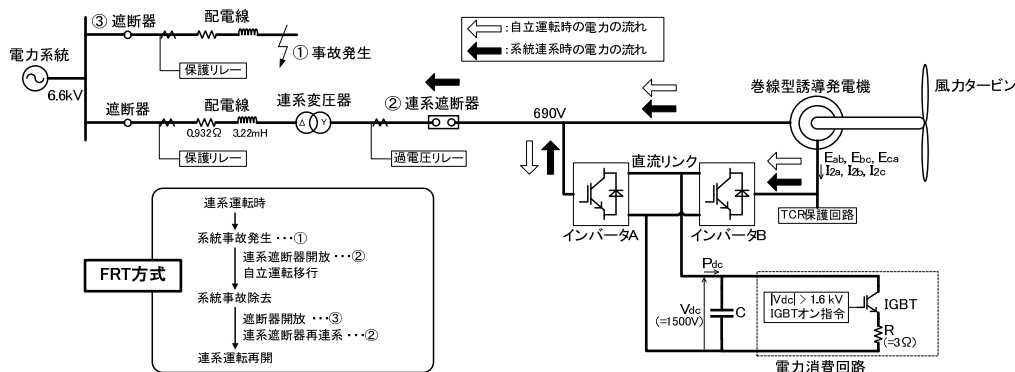 ③ 遮断器
配電線
① 事故発生
保護リレー
電力系統
6.6kV
:自立運転時の電力の流れ
:系統連系時の電力の流れ
遮断器
配電線
0.932Ω
3.22mH
保護リレー
連系変圧器
Δ
Y
② 連系遮断器
過電圧リレー
690V
巻線型誘導発電機
風力タービン
Eab, Ebc, Eca
I2a, I2b, I2c
TCR保護回路
直流リンク
インバータA
インバータB
FRT方式
連系運転時
系統事故発生・・・①
連系遮断器開放・・・②
自立運転移行
系統事故除去
遮断器開放 ・・・③
連系遮断器再連系・・・②
連系運転再開
Pdc
Vdc
(=1500V)
C
|Vdc| > 1.6 kV
IGBTオン指令
IGBT
R
(=3Ω)
電力消費回路